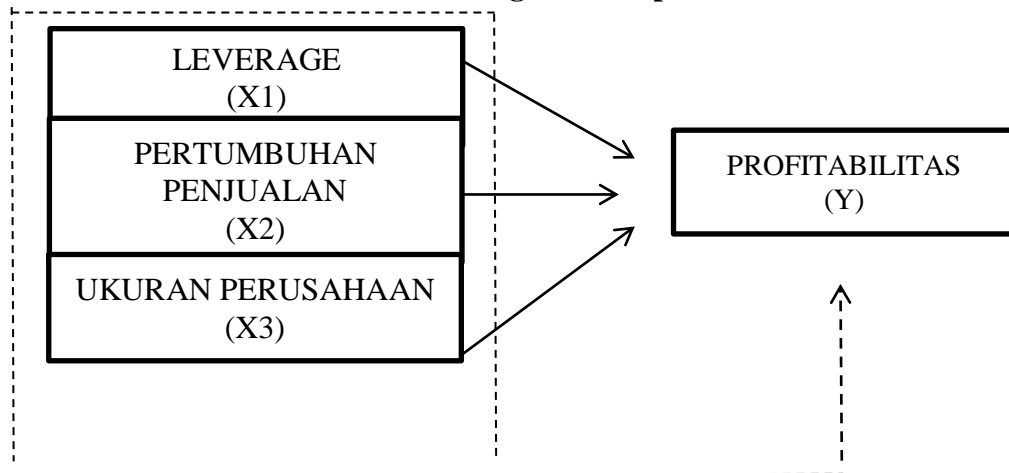 LEVERAGE
(X1)
PERTUMBUHAN
PENJUALAN
(X2)
UKURAN PERUSAHAAN
(X3)
PROFITABILITAS
(Y)